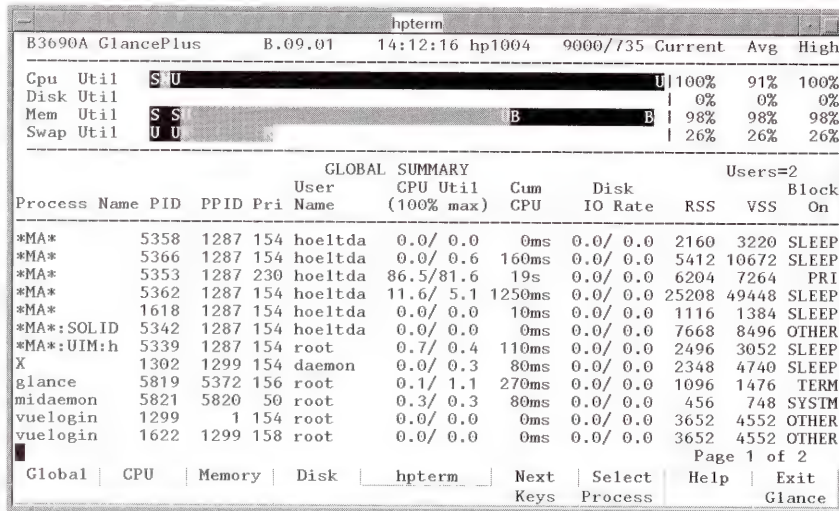 hpterm
B3690A GlancePlus B.09.01 14:12:16 hp1004 9000/735 Current Avg High
Cpu Util S N U U 100% 91% 100%
Disk Util 0% 0% 0%
Mem Util S S U UB B 98% 98% 98%
Swap Util U U R 26% 26% 26%
GLOBAL SUMMARY Users=2
User CPU Util Cum Disk Block
Process Name PID PPID Pri Name (100% max) CPU IO Rate RSS VSS On
*MA* 5358 1287 154 hoeltda 0.0/ 0.0 0ms 0.0/ 0.0 2160 3220 SLEEP
*MA* 5366 1287 154 hoeltda 0.0/ 0.6 160ms 0.0/ 0.0 5412 10672 SLEEP
*MA* 5353 1287 230 hoeltda 86.5/81.6 19s 0.0/ 0.0 6204 7264 PRI
*MA* 5362 1287 154 hoeltda 11.6/ 5.1 1250ms 0.0/ 0.0 25208 49448 SLEEP
*MA* 1618 1287 154 hoeltda 0.0/ 0.0 10ms 0.0/ 0.0 1116 1384 SLEEP
*MA*:SOLID 5342 1287 154 hoeltda 0.0/ 0.0 0ms 0.0/ 0.0 7668 8496 OTHER
*MA*:UIM:h 5339 1287 154 root 0.7/ 0.4 110ms 0.0/ 0.0 2496 3052 SLEEP
X 1302 1299 154 daemon 0.0/ 0.3 80ms 0.0/ 0.0 2348 4740 SLEEP
glance 5819 5372 156 root 0.1/ 1.1 270ms 0.0/ 0.0 1096 1476 TERM
midaemon 5821 5820 50 root 0.3/ 0.3 80ms 0.0/ 0.0 456 748 SYSTM
vuelogin 1299 1 154 root 0.0/ 0.0 0ms 0.0/ 0.0 3652 4552 OTHER
vuelogin 1622 1299 158 root 0.0/ 0.0 0ms 0.0/ 0.0 3652 4552 OTHER
Page 1 of 2
Global CPU Memory Disk hpterm Next Select Help Exit
Keys Process Glance